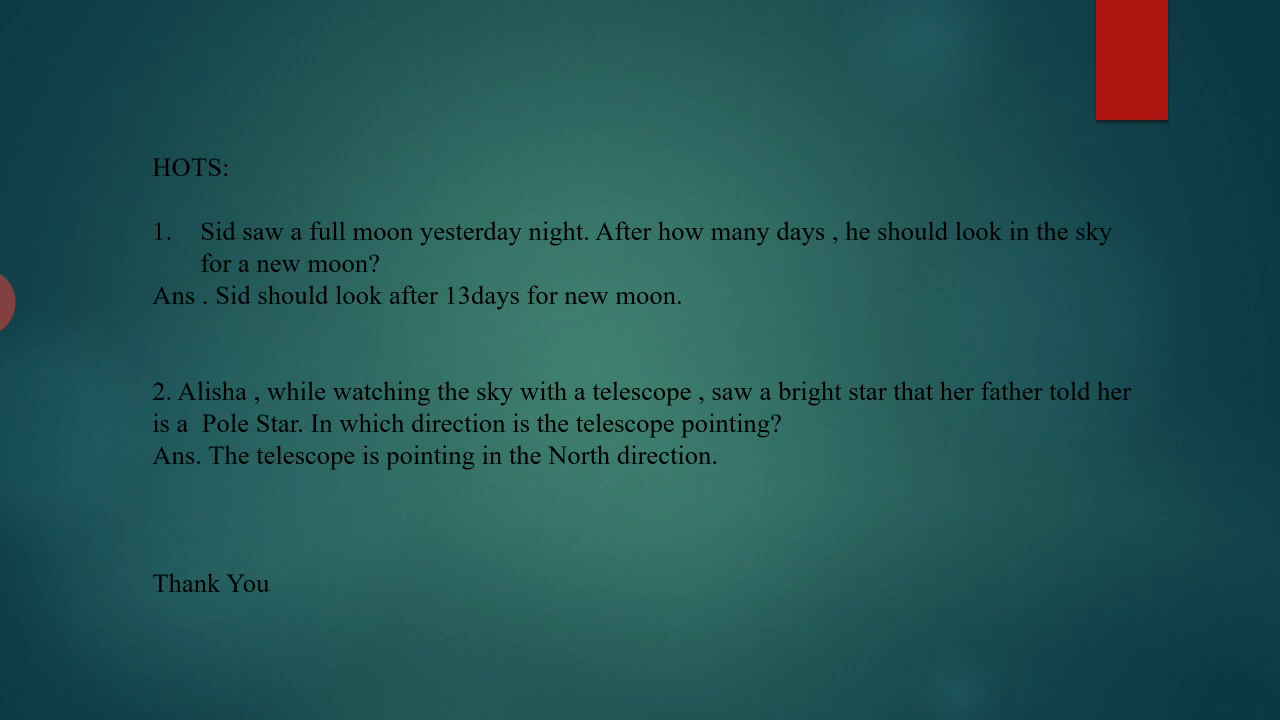 HOTS:
1. Sid saw a full moon yesterday night. After how many days , he should look in the sky
for a new moon?
Ans . Sid should look after 13days for new moon.
2. Alisha , while watching the sky with a telescope , saw a bright star that her father told her
is a  Pole Star. In which direction is the telescope pointing?
Ans. The telescope is pointing in the North direction.
Thank You